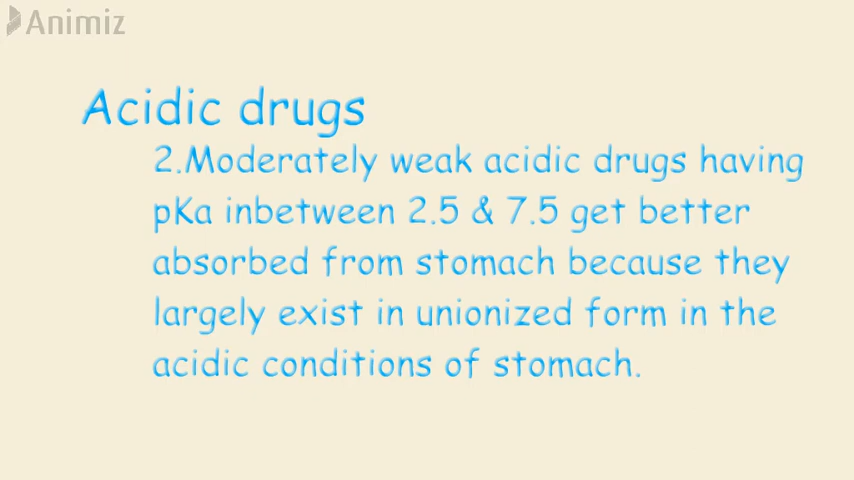 Animiz
Acidic drugs
2.Moderately weak acidic drugs having
pKa inbetween 2.5 & 7.5 get better
absorbed from stomach because they
largely exist in unionized form in the
acidic conditions of stomach.